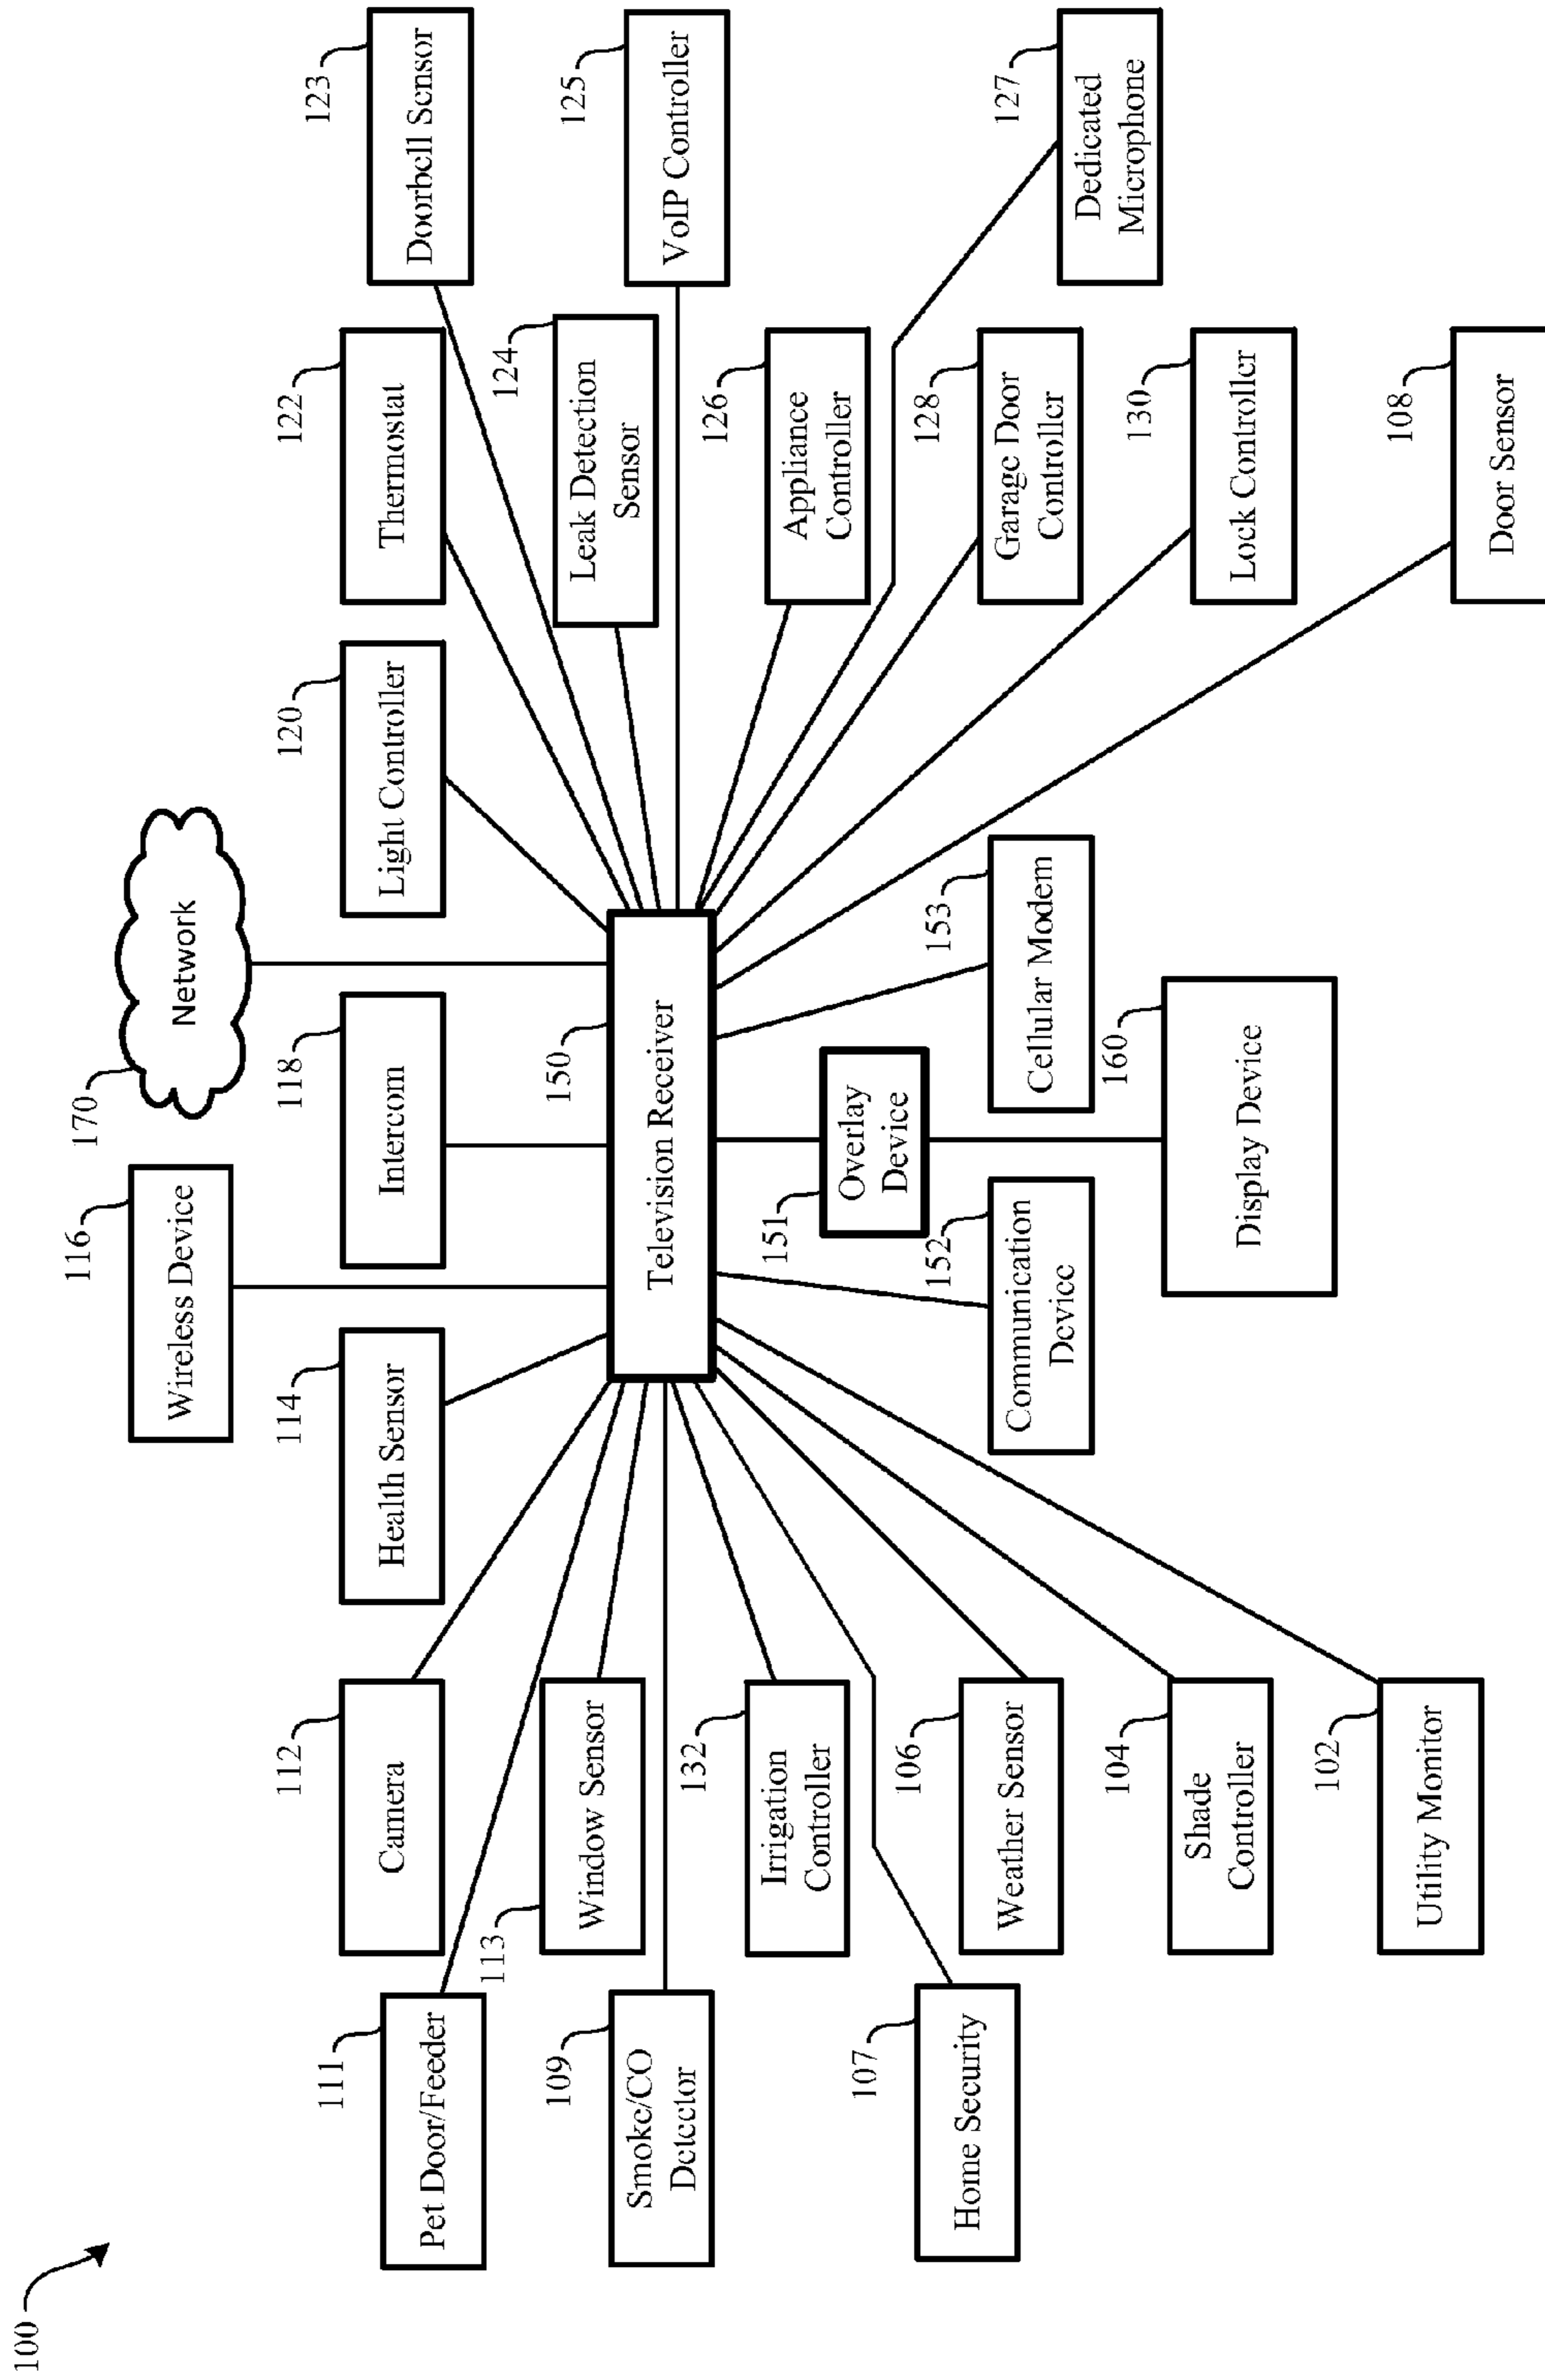 100
116
170
Wireless Device
Network
112
114
118
120
122
111
123
Camera
Health Sensor
Intercom
Light Controller
Thermostat
Pet Door/Feeder
Doorbell Sensor
113
124
109
150
125
Window Sensor
Leak Detection
Sensor
Smoke/CO
Detector
Television Receiver
VoIP Controller
132
151
126
Irrigation
Controller
Overlay
Device
Appliance
Controller
107
106
152
153
128
127
Home Security
Weather Sensor
Communication
Device
Cellular Modem
Garage Door
Controller
Dedicated
Microphone
104
160
130
Shade
Controller
Display Device
Lock Controller
102
108
Utility Monitor
Door Sensor